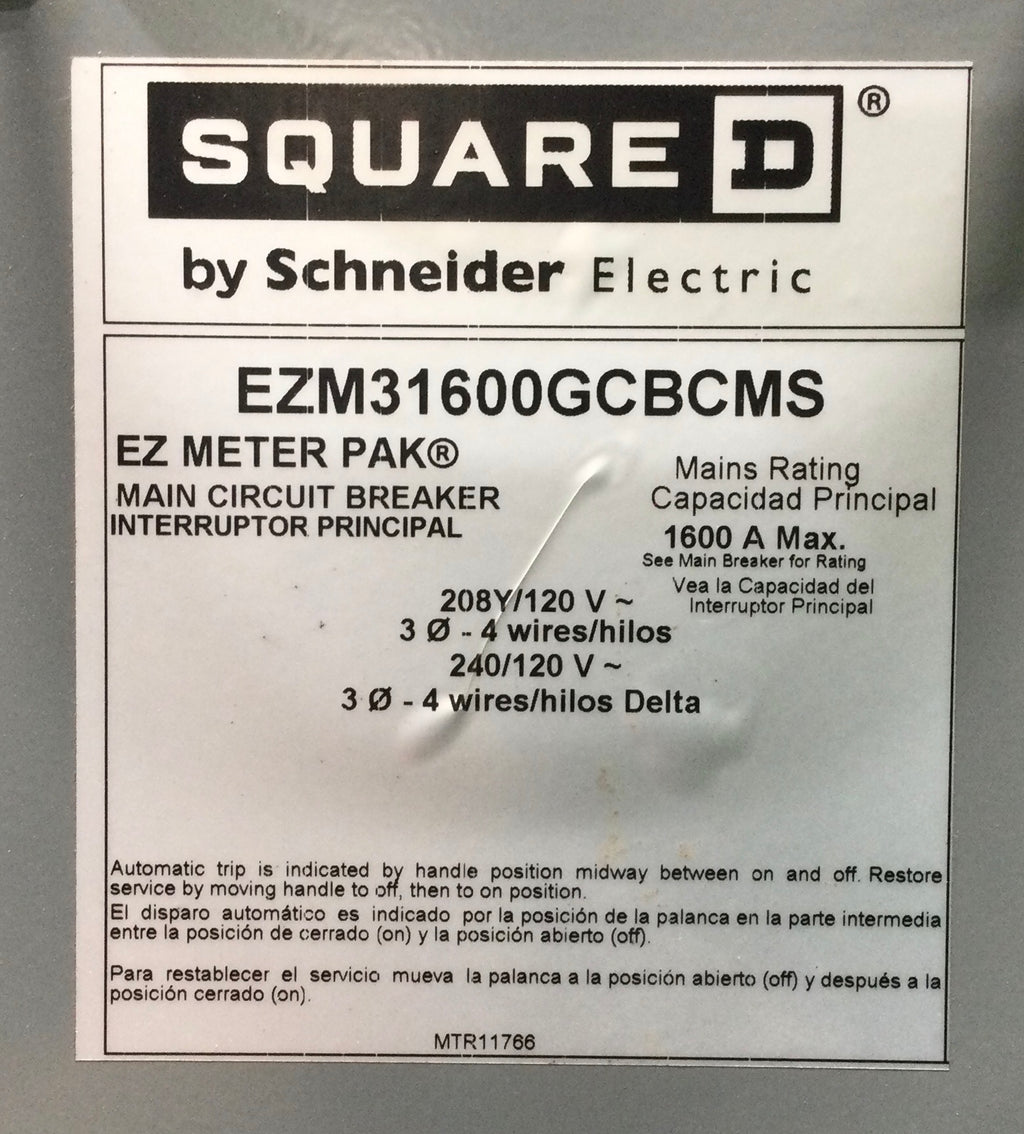 SQUARE D ®
by Schneider Electric
EZM31600GCBCMS
EZ METER PAK®
MAIN CIRCUIT BREAKER
INTERRUPTOR PRINCIPAL
Mains Rating
Capacidad Principal
1600 A Max.
See Main Breaker for Rating
Vea la Capacidad del
Interruptor Principal
208Y/120 V ~
3 Ø - 4 wires/hilos
240/120 V ~
3 Ø - 4 wires/hilos Delta
Automatic trip is indicated by handle position midway between on and off. Restore
service by moving handle to off, then to on position.
El disparo automático es indicado por la posición de la palanca en la parte intermedia
entre la posición de cerrado (on) y la posición abierto (off).
Para restablecer el servicio mueva la palanca a la posición abierto (off) y después a la
posición cerrado (on).
MTR11766